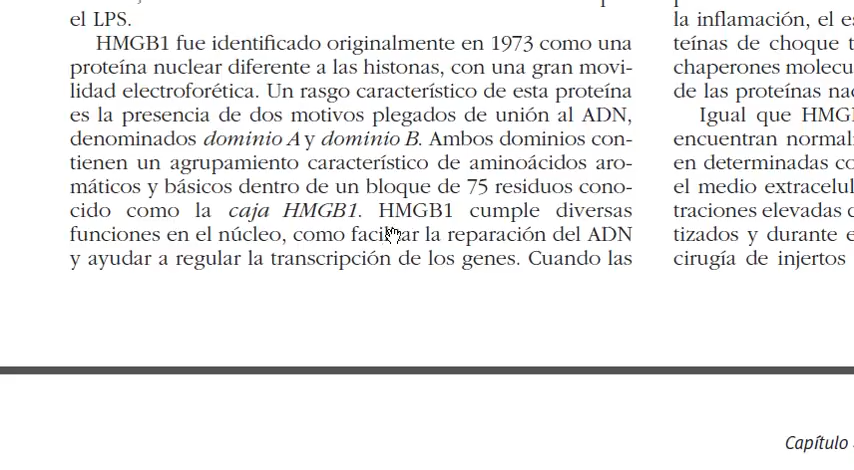 el LPS.
HMGB1 fue identificado originalmente en 1973 como una
proteína nuclear diferente a las histonas, con una gran movi-
lidad electroforética. Un rasgo característico de esta proteína
es la presencia de dos motivos plegados de unión al ADN,
denominados dominio A y dominio B. Ambos dominios con-
tienen un agrupamiento característico de aminoácidos aro-
máticos y básicos dentro de un bloque de 75 residuos cono-
cido como la caja HMGB1. HMGB1 cumple diversas
funciones en el núcleo, como facilitar la reparación del ADN
y ayudar a regular la transcripción de los genes. Cuando las
la inflamación, el
teínas de choque
chaperones molecu
de las proteínas
Igual que HMGB
encuentran normal
en determinadas
el medio extracelul
traciones elevadas
tizados y durante
cirugía de injertos
Capítulo